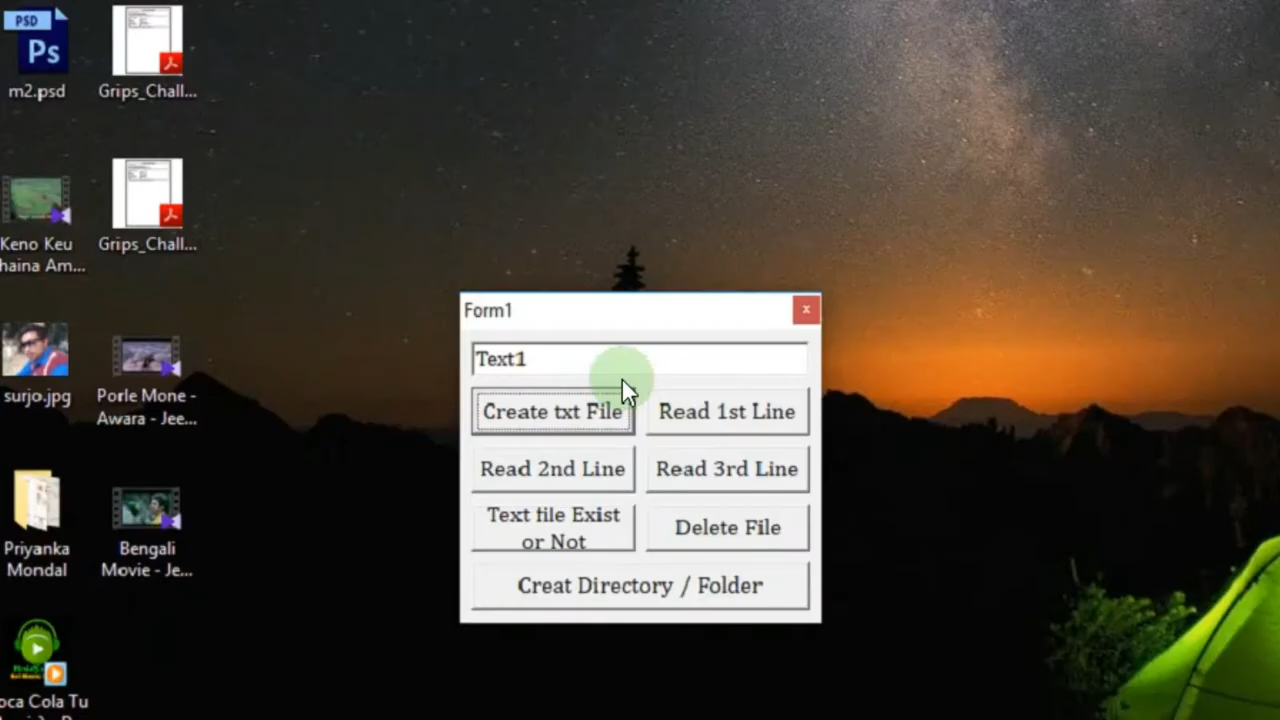 PSD
Ps
m2.psd
Grips_Chall...
Keno Keu
haina Am...
Grips_Chall...
surjo.jpg
Porle Mone -
Awara - Jee...
Priyanka
Mondal
Bengali
Movie - Je...
oca Cola Tu
Form1
x
Text1
Create txt File
Read 1st Line
Read 2nd Line
Read 3rd Line
Text file Exist
or Not
Delete File
Creat Directory / Folder